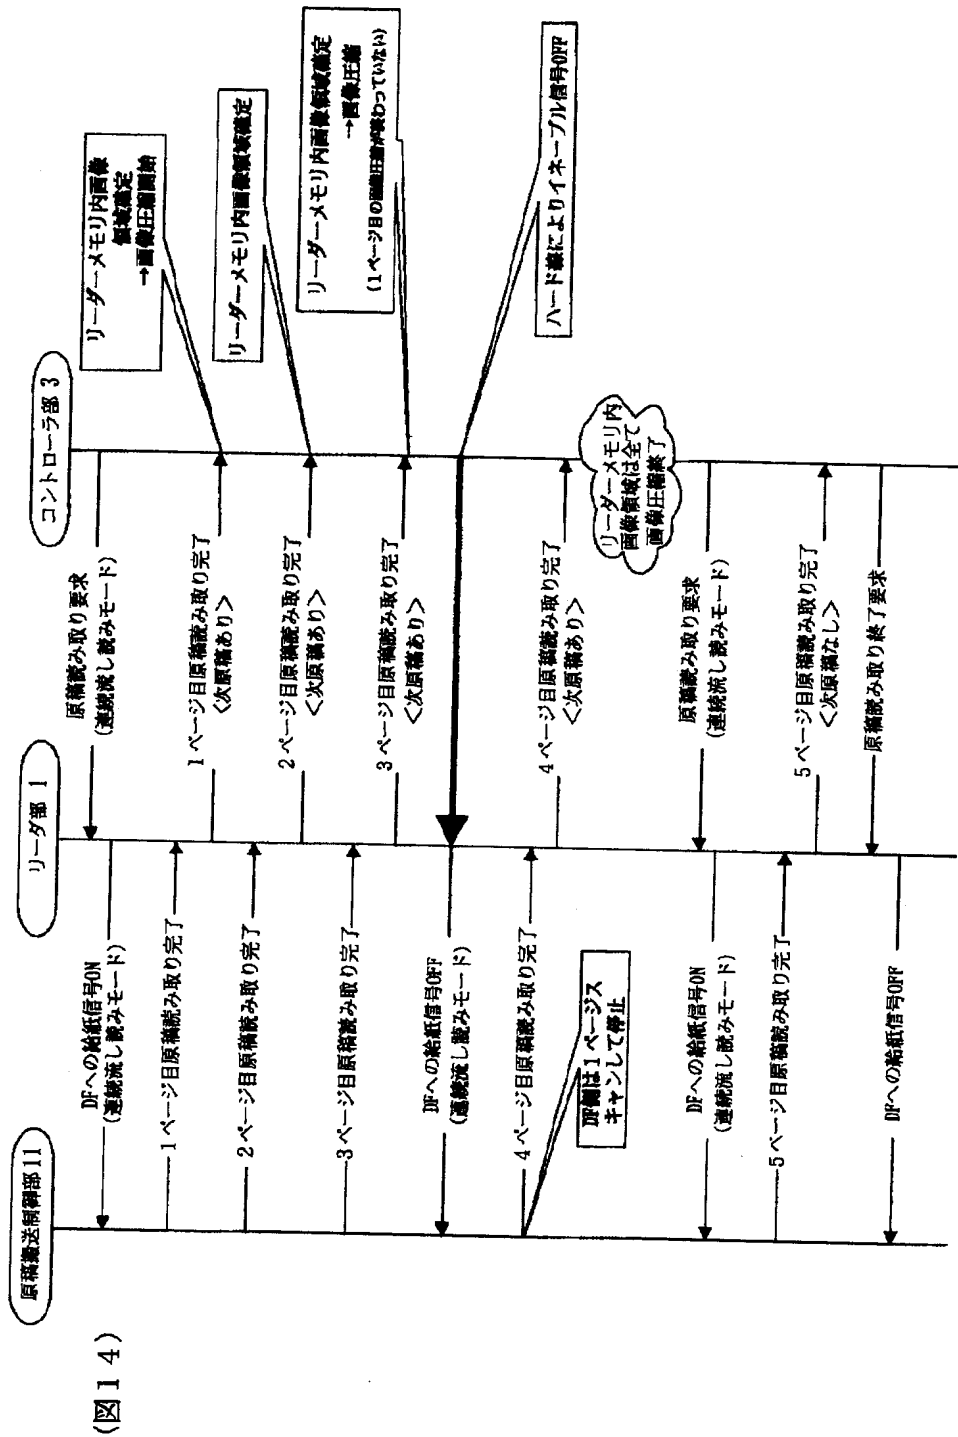 (図14)
原稿搬送制御部11
リーダ部 1
コントローラ部 3
原稿読み取り要求
(連続流し読みモード)
DFへの給紙信号ON
(連続流し読みモード)
1ページ目原稿読み取り完了
1ページ目原稿読み取り完了
<次原稿あり>
リーダーメモリ内画像
領域確定
→画像圧縮開始
2ページ目原稿読み取り完了
2ページ目原稿読み取り完了
<次原稿あり>
リーダーメモリ内画像領域確定
3ページ目原稿読み取り完了
3ページ目原稿読み取り完了
<次原稿あり>
リーダーメモリ内画像領域確定
→画像圧縮
(1ページ目の画像圧縮が終わっていない)
ハード線によりイネーブル信号OFF
DFへの給紙信号OFF
(連続流し読みモード)
4ページ目原稿読み取り完了
4ページ目原稿読み取り完了
<次原稿あり>
DF側は1ページス
キャンして停止
リーダーメモリ内
画像領域は全て
画像圧縮終了
原稿読み取り要求
(連続流し読みモード)
DFへの給紙信号ON
(連続流し読みモード)
5ページ目原稿読み取り完了
5ページ目原稿読み取り完了
<次原稿なし>
原稿読み取り終了要求
DFへの給紙信号OFF